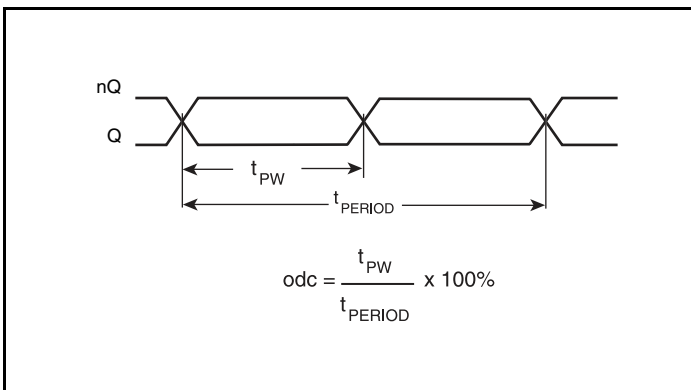 nQ
Q
tPW
tPERIOD
odc = tPW / tPERIOD x 100%